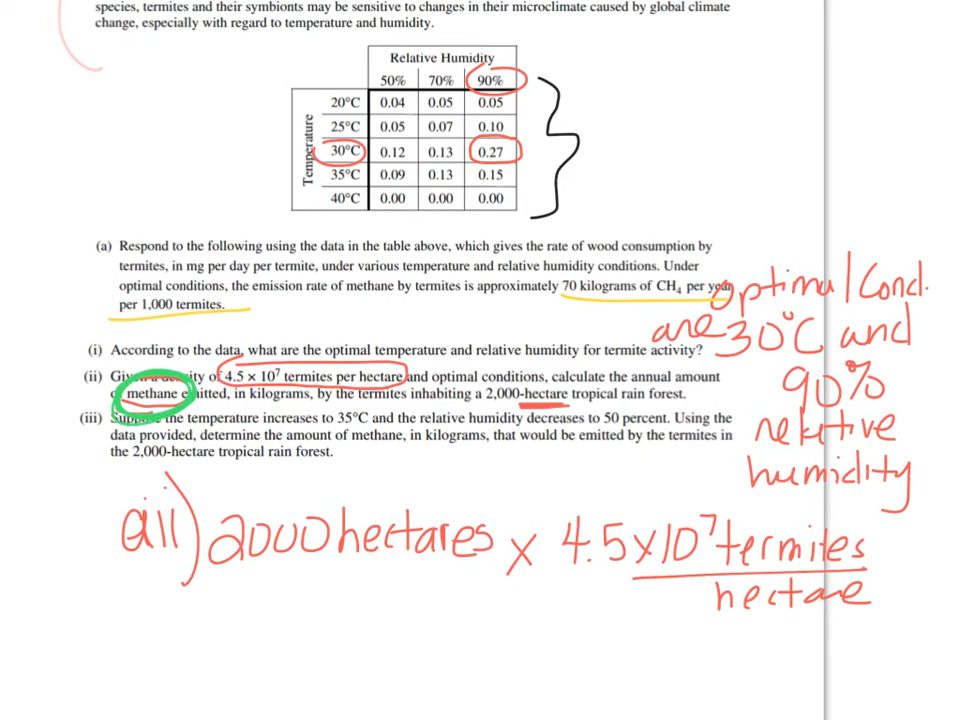 species, termites and their symbionts may be sensitive to changes in their microclimate caused by global climate
change, especially with regard to temperature and humidity.
Relative Humidity
50% 70% 90%
Temperature
20°C 0.04 0.05 0.05
25°C 0.05 0.07 0.10
30°C 0.12 0.13 0.27
35°C 0.09 0.13 0.15
40°C 0.00 0.00 0.00
(a) Respond to the following using the data in the table above, which gives the rate of wood consumption by
termites, in mg per day per termite, under various temperature and relative humidity conditions. Under
optimal conditions, the emission rate of methane by termites is approximately 70 kilograms of CH₄ per year
per 1,000 termites.
(i) According to the data, what are the optimal temperature and relative humidity for termite activity?
(ii) Given a density of 4.5 × 10⁷ termites per hectare and optimal conditions, calculate the annual amount
methane emitted, in kilograms, by the termites inhabiting a 2,000-hectare tropical rain forest.
(iii) Suppose the temperature increases to 35°C and the relative humidity decreases to 50 percent. Using the
data provided, determine the amount of methane, in kilograms, that would be emitted by the termites in
the 2,000-hectare tropical rain forest.
optimal Cond.
are 30°C and
90%
relative
humidity
aii) 2000 hectares x 4.5x10⁷ termites
hectare